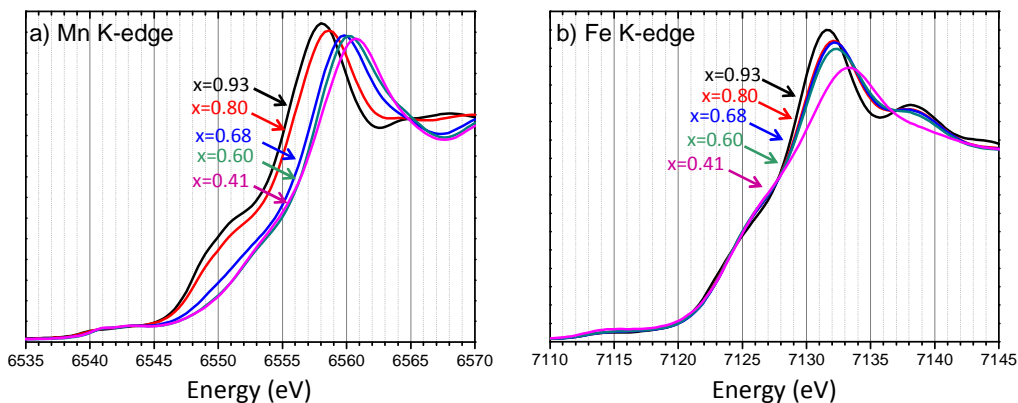 a) Mn K-edge
x=0.93
x=0.80
x=0.68
x=0.60
x=0.41
6535 6540 6545 6550 6555 6560 6565 6570
Energy (eV)
b) Fe K-edge
x=0.93
x=0.80
x=0.68
x=0.60
x=0.41
7110 7115 7120 7125 7130 7135 7140 7145
Energy (eV)